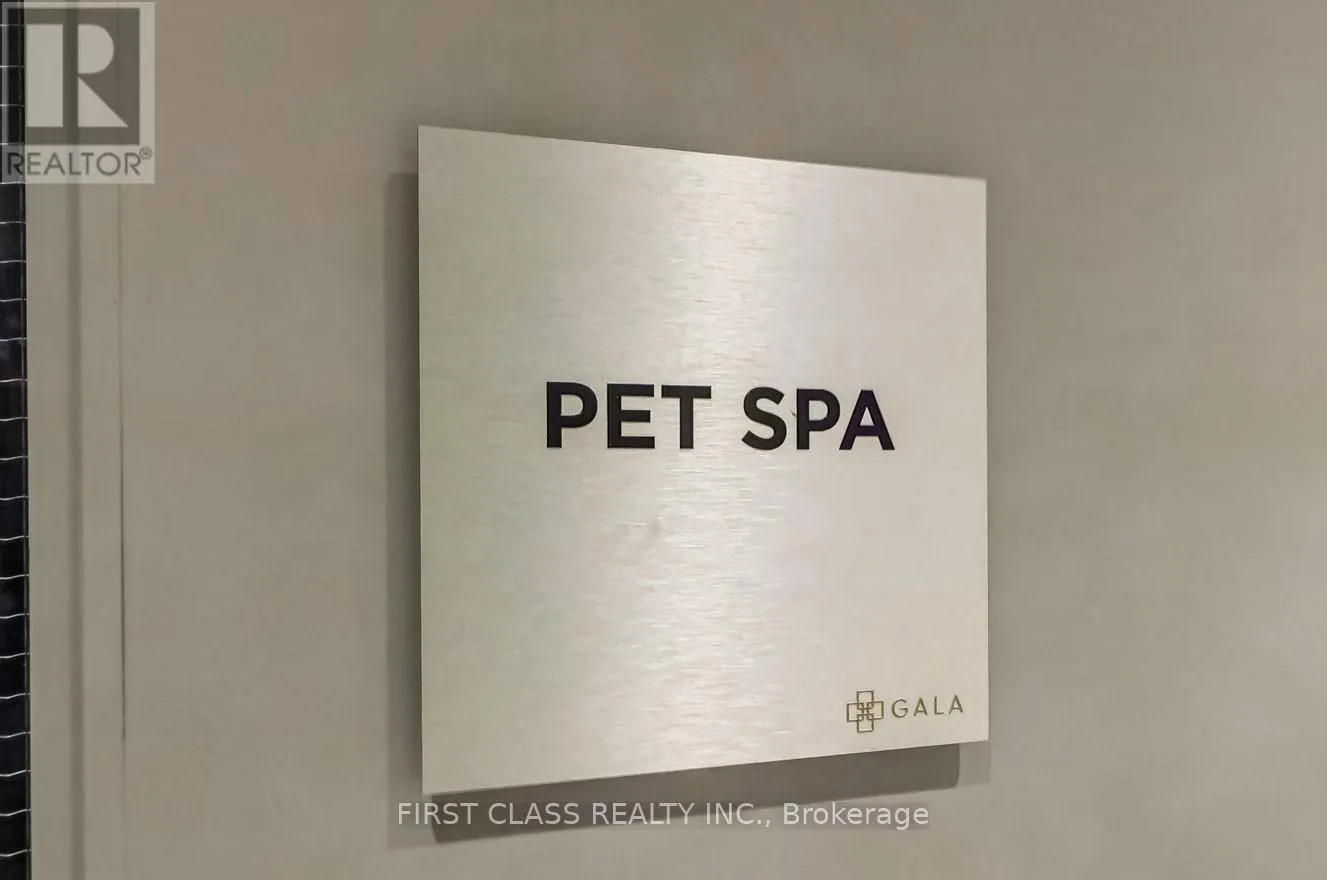 REALTOR®
PET SPA
GALA
FIRST CLASS REALTY INC., Brokerage